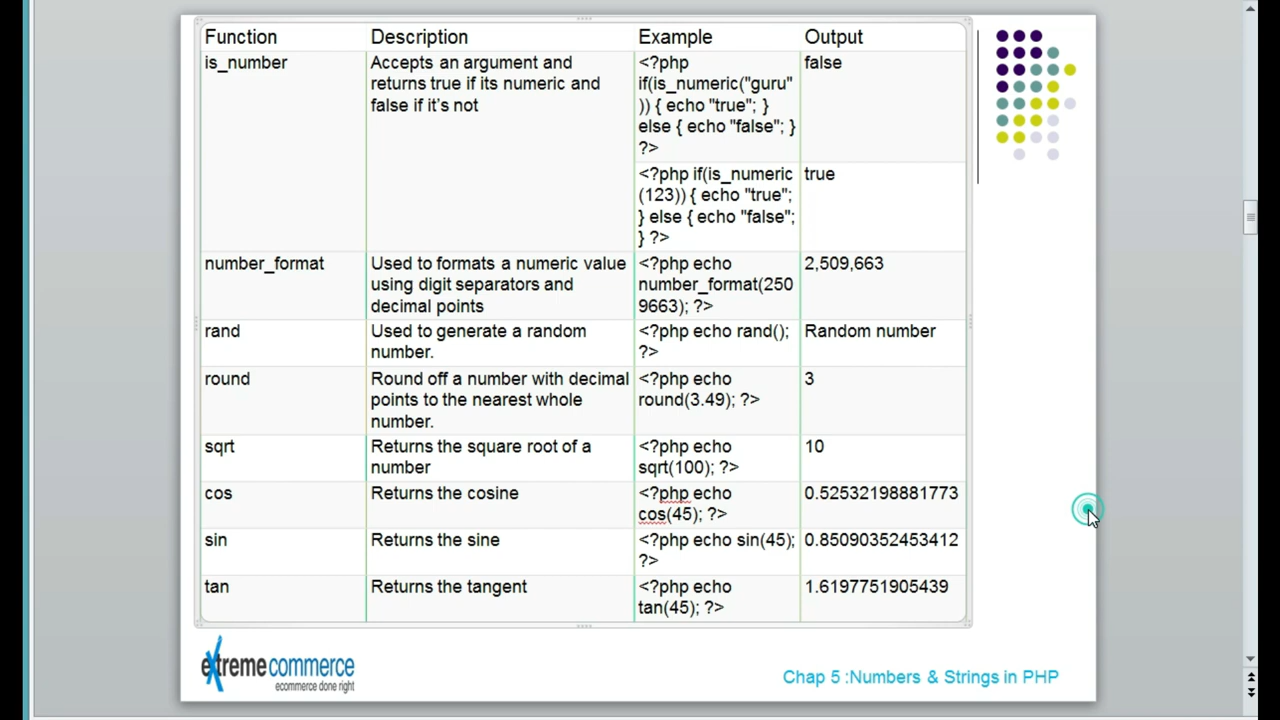 Function Description Example Output
is_number Accepts an argument and <?php false
returns true if its numeric and if(is_numeric("guru"
false if it's not )) { echo "true"; }
else { echo "false"; }
?>
<?php if(is_numeric true
(123)) { echo "true";
} else { echo "false";
} ?>
number_format Used to formats a numeric value <?php echo 2,509,663
using digit separators and number_format(250
decimal points 9663); ?>
rand Used to generate a random <?php echo rand(); Random number
number. ?>
round Round off a number with decimal <?php echo 3
points to the nearest whole round(3.49); ?>
number.
sqrt Returns the square root of a <?php echo 10
number sqrt(100); ?>
cos Returns the cosine <?php echo 0.52532198881773
cos(45); ?>
sin Returns the sine <?php echo sin(45); 0.85090352453412
?>
tan Returns the tangent <?php echo 1.6197751905439
tan(45); ?>
extremecommerce
ecommerce done right
Chap 5 :Numbers & Strings in PHP